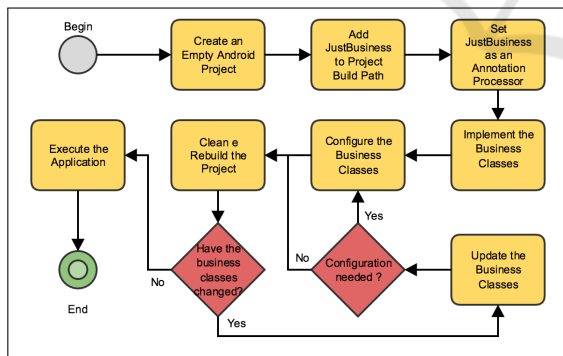 Begin
Create an
Empty Android
Project
Add
JustBusiness
to Project
Build Path
Set
JustBusiness
as an
Annotation
Processor
Execute the
Application
Clean e
Rebuild the
Project
Configure the
Business
Classes
Implement the
Business
Classes
Yes
Have the
business
classes
changed?
No
No
Configuration
needed ?
Update the
Business
Classes
End
Yes